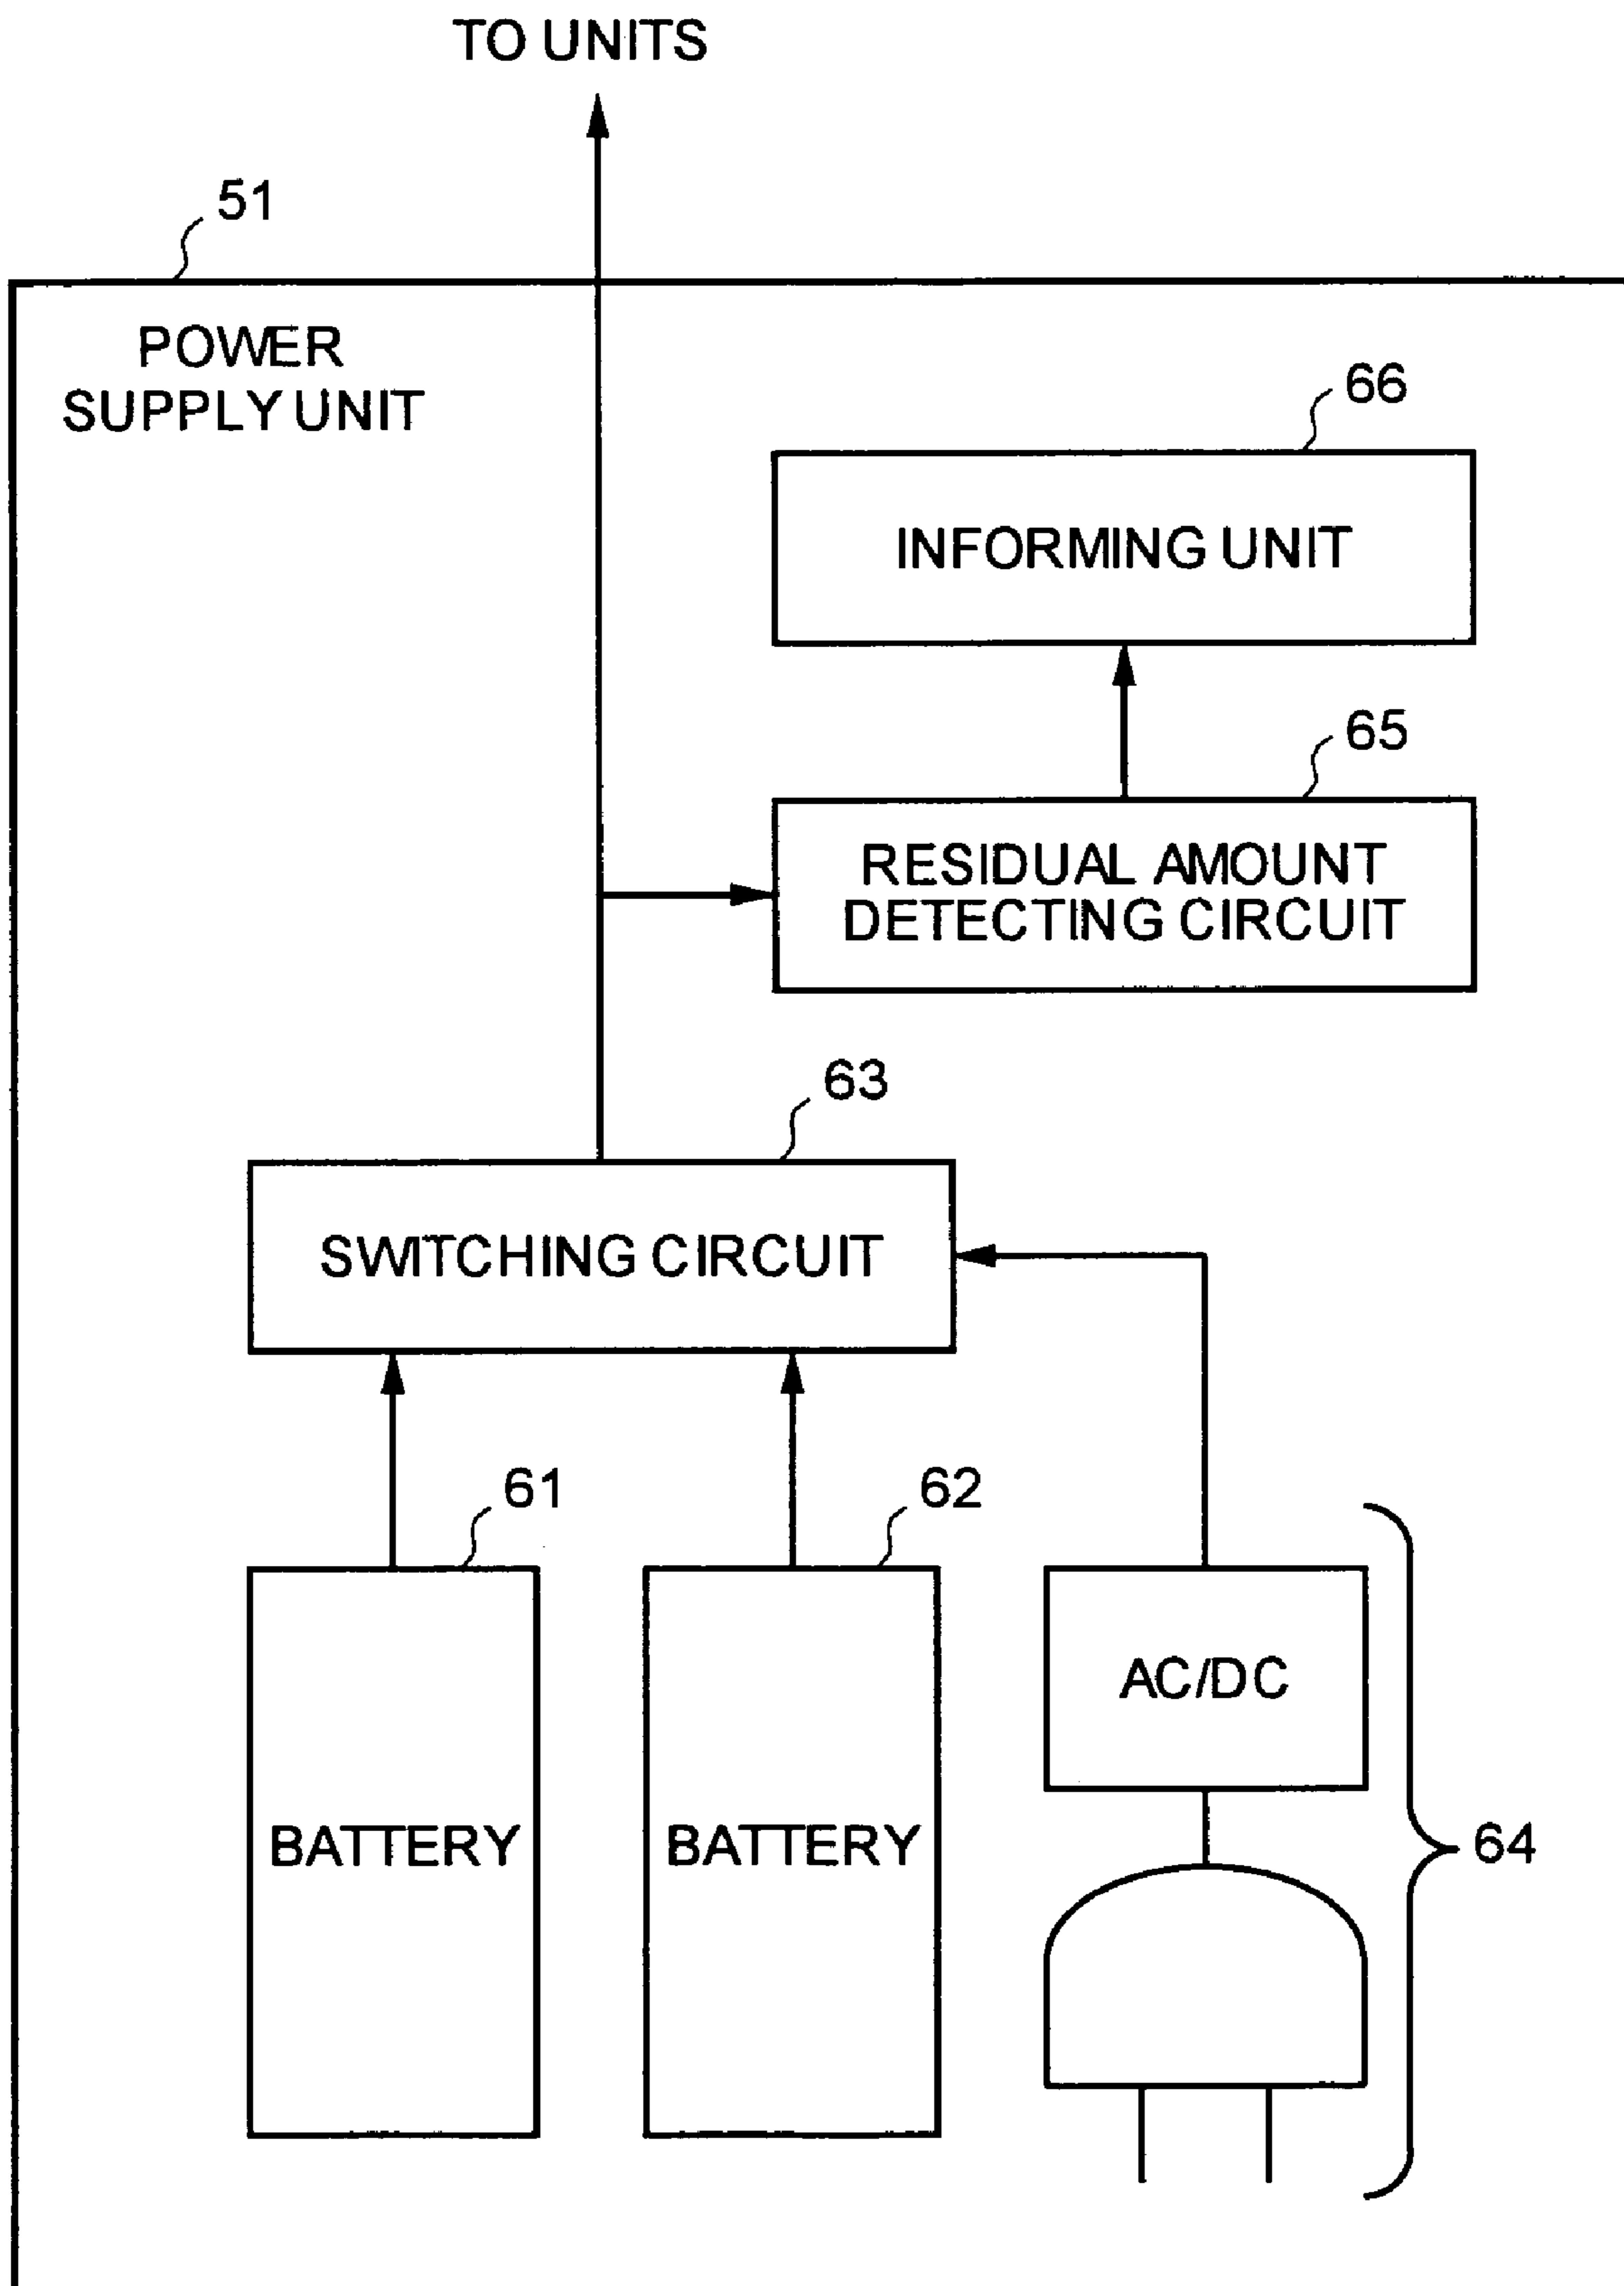 TO UNITS
51
POWER
SUPPLY UNIT
66
INFORMING UNIT
65
RESIDUAL AMOUNT
DETECTING CIRCUIT
63
SWITCHING CIRCUIT
61
62
BATTERY
BATTERY
AC/DC
64